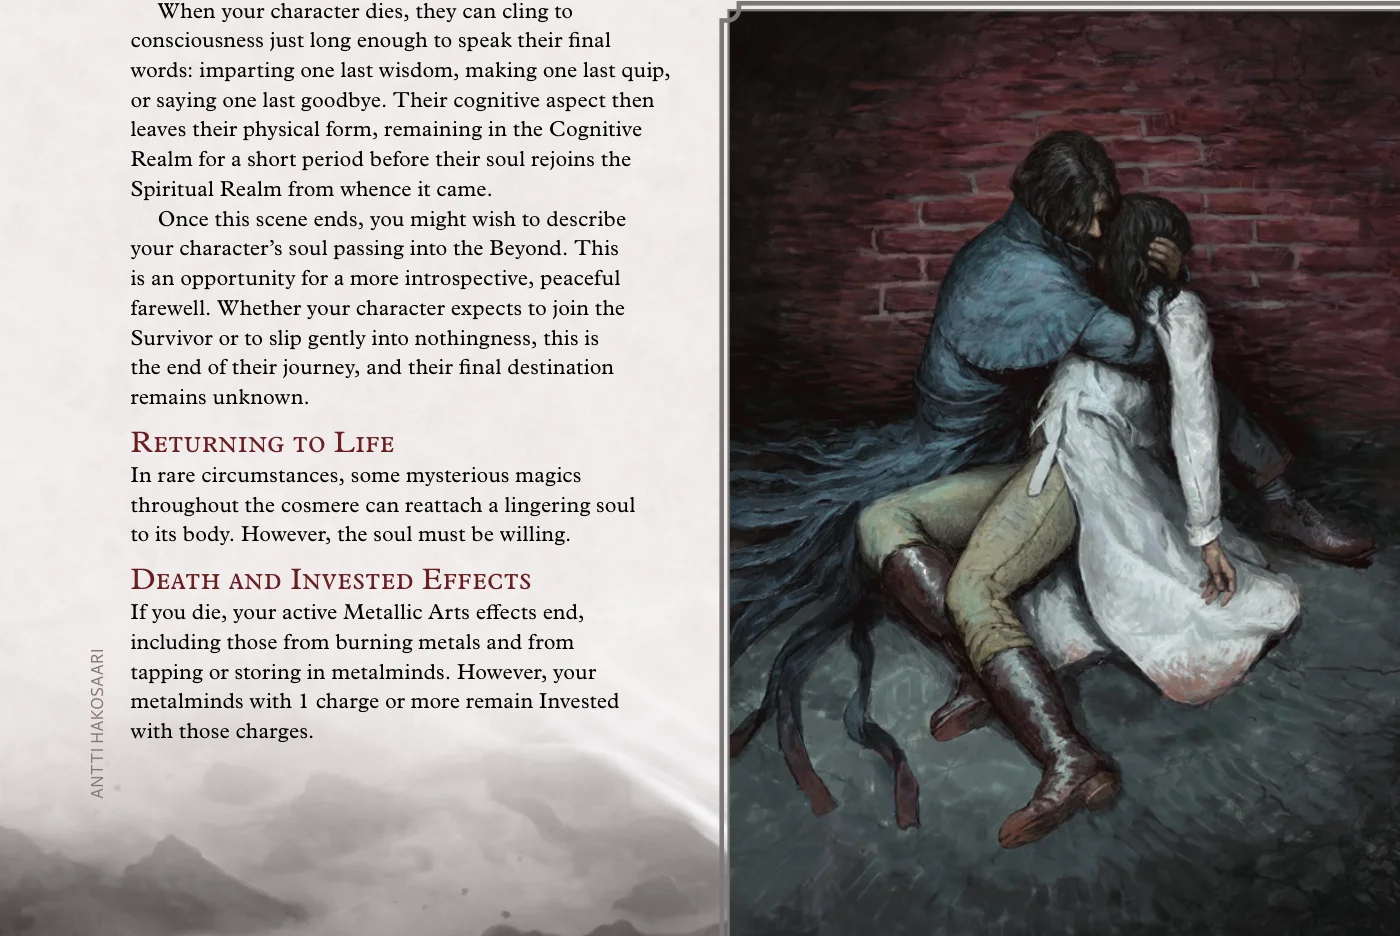 When your character dies, they can cling to
consciousness just long enough to speak their final
words: imparting one last wisdom, making one last quip,
or saying one last goodbye. Their cognitive aspect then
leaves their physical form, remaining in the Cognitive
Realm for a short period before their soul rejoins the
Spiritual Realm from whence it came.
Once this scene ends, you might wish to describe
your character’s soul passing into the Beyond. This
is an opportunity for a more introspective, peaceful
farewell. Whether your character expects to join the
Survivor or to slip gently into nothingness, this is
the end of their journey, and their final destination
remains unknown.
Returning to Life
In rare circumstances, some mysterious magics
throughout the cosmere can reattach a lingering soul
to its body. However, the soul must be willing.
Death and Invested Effects
If you die, your active Metallic Arts effects end,
including those from burning metals and from
tapping or storing in metalminds. However, your
metalminds with 1 charge or more remain Invested
with those charges.
ANTTI HAKOSAARI